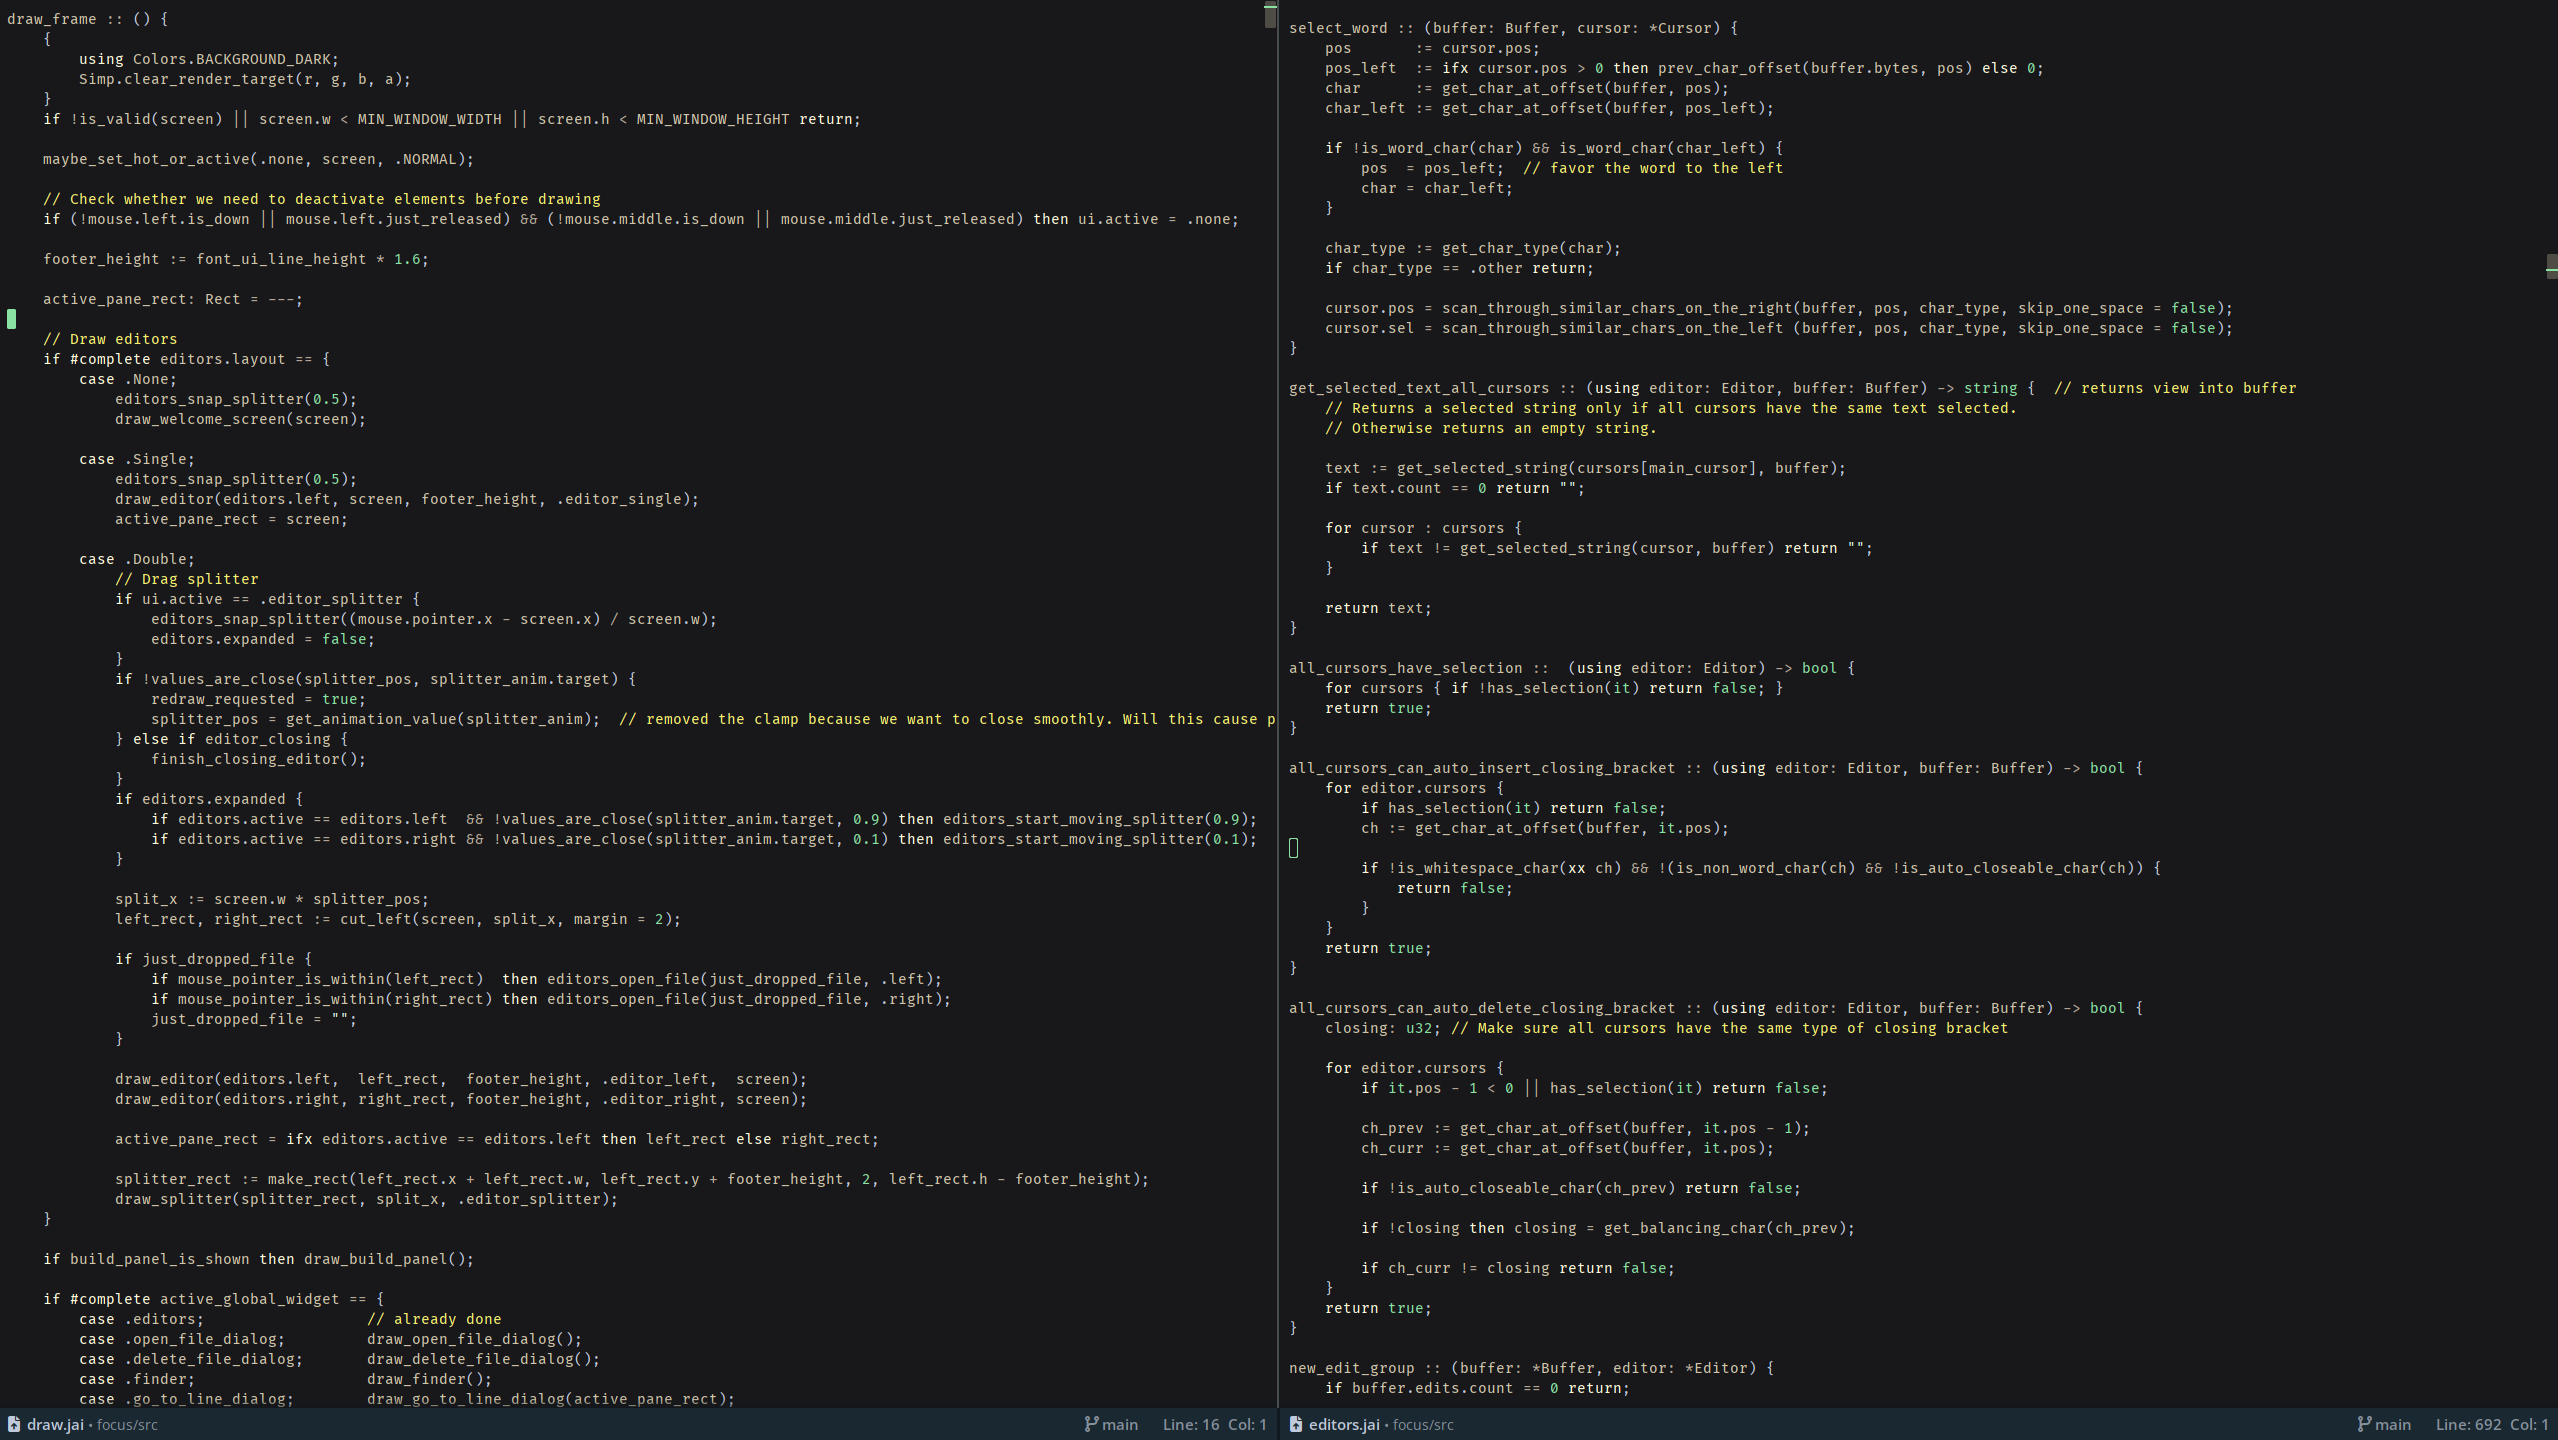 draw_frame :: () {
    {
        using Colors.BACKGROUND_DARK;
        Simp.clear_render_target(r, g, b, a);
    }
    if !is_valid(screen) || screen.w < MIN_WINDOW_WIDTH || screen.h < MIN_WINDOW_HEIGHT return;

    maybe_set_hot_or_active(.none, screen, .NORMAL);

    // Check whether we need to deactivate elements before drawing
    if (!mouse.left.is_down || mouse.left.just_released) && (!mouse.middle.is_down || mouse.middle.just_released) then ui.active = .none;

    footer_height := font_ui_line_height * 1.6;

    active_pane_rect: Rect = ---;

    // Draw editors
    if #complete editors.layout == {
        case .None;
            editors_snap_splitter(0.5);
            draw_welcome_screen(screen);

        case .Single;
            editors_snap_splitter(0.5);
            draw_editor(editors.left, screen, footer_height, .editor_single);
            active_pane_rect = screen;

        case .Double;
            // Drag splitter
            if ui.active == .editor_splitter {
                editors_snap_splitter((mouse.pointer.x - screen.x) / screen.w);
                editors.expanded = false;
            }
            if !values_are_close(splitter_pos, splitter_anim.target) {
                redraw_requested = true;
                splitter_pos = get_animation_value(splitter_anim);  // removed the clamp because we want to close smoothly. Will this cause p
            } else if editor_closing {
                finish_closing_editor();
            }
            if editors.expanded {
                if editors.active == editors.left  && !values_are_close(splitter_anim.target, 0.9) then editors_start_moving_splitter(0.9);
                if editors.active == editors.right && !values_are_close(splitter_anim.target, 0.1) then editors_start_moving_splitter(0.1);
            }

            split_x := screen.w * splitter_pos;
            left_rect, right_rect := cut_left(screen, split_x, margin = 2);

            if just_dropped_file {
                if mouse_pointer_is_within(left_rect)  then editors_open_file(just_dropped_file, .left);
                if mouse_pointer_is_within(right_rect) then editors_open_file(just_dropped_file, .right);
                just_dropped_file = "";
            }

            draw_editor(editors.left,  left_rect,  footer_height, .editor_left,  screen);
            draw_editor(editors.right, right_rect, footer_height, .editor_right, screen);

            active_pane_rect = ifx editors.active == editors.left then left_rect else right_rect;

            splitter_rect := make_rect(left_rect.x + left_rect.w, left_rect.y + footer_height, 2, left_rect.h - footer_height);
            draw_splitter(splitter_rect, split_x, .editor_splitter);
    }

    if build_panel_is_shown then draw_build_panel();

    if #complete active_global_widget == {
        case .editors;                  // already done
        case .open_file_dialog;         draw_open_file_dialog();
        case .delete_file_dialog;       draw_delete_file_dialog();
        case .finder;                   draw_finder();
        case .go_to_line_dialog;        draw_go_to_line_dialog(active_pane_rect);
draw.jai • focus/src
main  Line: 16  Col: 1

select_word :: (buffer: Buffer, cursor: *Cursor) {
    pos       := cursor.pos;
    pos_left  := ifx cursor.pos > 0 then prev_char_offset(buffer.bytes, pos) else 0;
    char      := get_char_at_offset(buffer, pos);
    char_left := get_char_at_offset(buffer, pos_left);

    if !is_word_char(char) && is_word_char(char_left) {
        pos  = pos_left;  // favor the word to the left
        char = char_left;
    }

    char_type := get_char_type(char);
    if char_type == .other return;

    cursor.pos = scan_through_similar_chars_on_the_right(buffer, pos, char_type, skip_one_space = false);
    cursor.sel = scan_through_similar_chars_on_the_left (buffer, pos, char_type, skip_one_space = false);
}

get_selected_text_all_cursors :: (using editor: Editor, buffer: Buffer) -> string {  // returns view into buffer
    // Returns a selected string only if all cursors have the same text selected.
    // Otherwise returns an empty string.

    text := get_selected_string(cursors[main_cursor], buffer);
    if text.count == 0 return "";

    for cursor : cursors {
        if text != get_selected_string(cursor, buffer) return "";
    }

    return text;
}

all_cursors_have_selection ::  (using editor: Editor) -> bool {
    for cursors { if !has_selection(it) return false; }
    return true;
}

all_cursors_can_auto_insert_closing_bracket :: (using editor: Editor, buffer: Buffer) -> bool {
    for editor.cursors {
        if has_selection(it) return false;
        ch := get_char_at_offset(buffer, it.pos);

        if !is_whitespace_char(xx ch) && !(is_non_word_char(ch) && !is_auto_closeable_char(ch)) {
            return false;
        }
    }
    return true;
}

all_cursors_can_auto_delete_closing_bracket :: (using editor: Editor, buffer: Buffer) -> bool {
    closing: u32; // Make sure all cursors have the same type of closing bracket

    for editor.cursors {
        if it.pos - 1 < 0 || has_selection(it) return false;

        ch_prev := get_char_at_offset(buffer, it.pos - 1);
        ch_curr := get_char_at_offset(buffer, it.pos);

        if !is_auto_closeable_char(ch_prev) return false;

        if !closing then closing = get_balancing_char(ch_prev);

        if ch_curr != closing return false;
    }
    return true;
}

new_edit_group :: (buffer: *Buffer, editor: *Editor) {
    if buffer.edits.count == 0 return;
editors.jai • focus/src
main  Line: 692  Col: 1